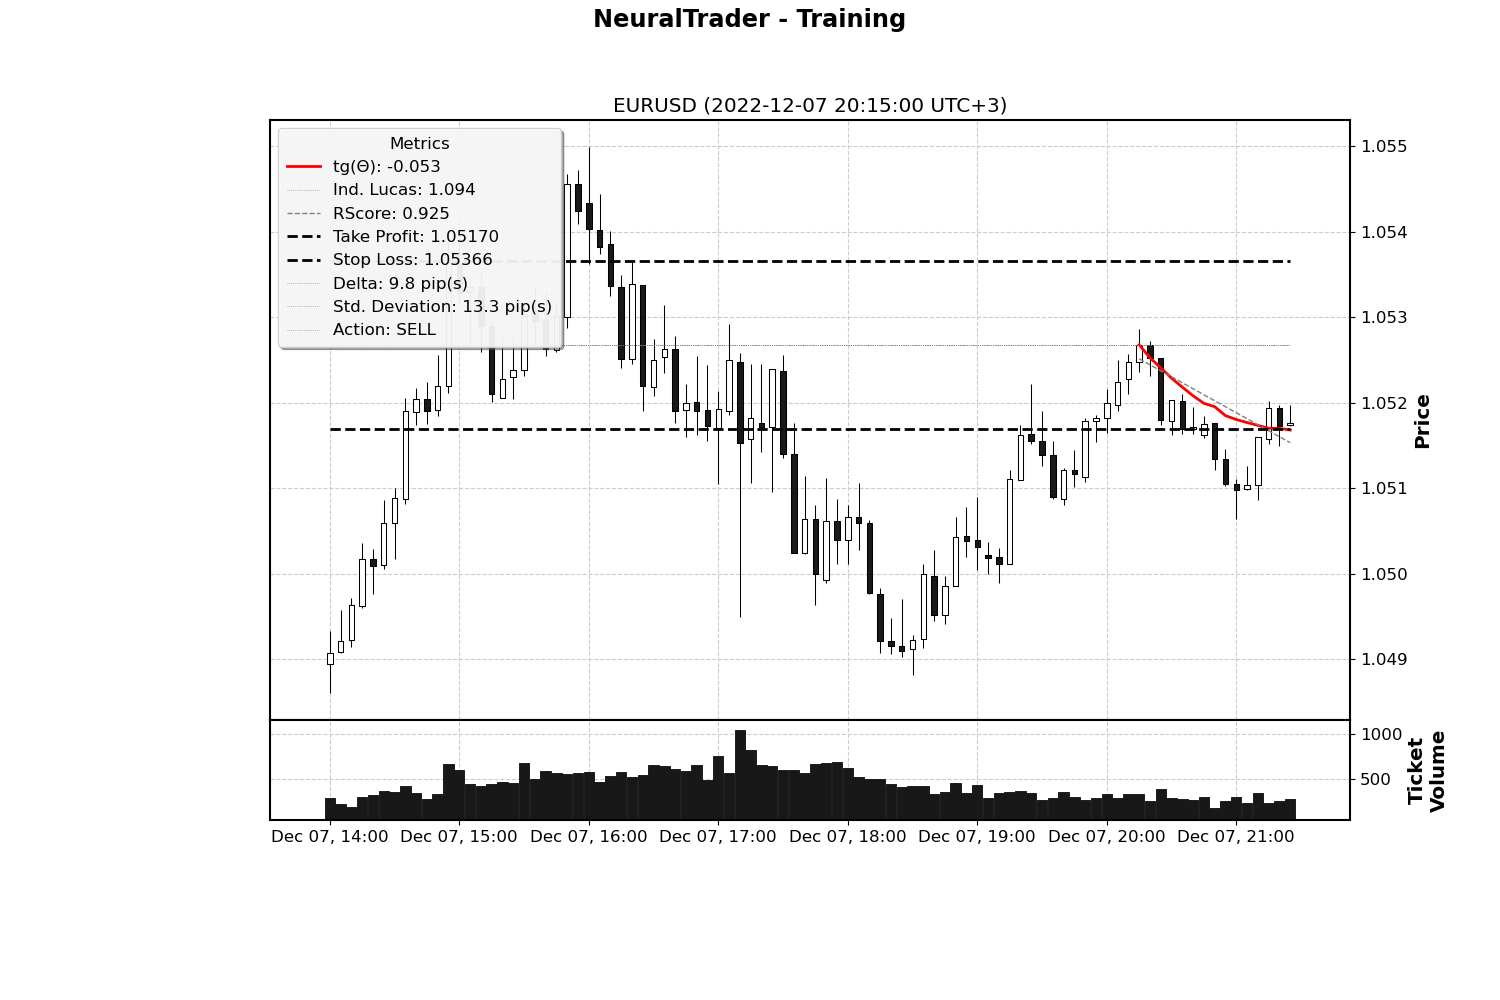 NeuralTrader - Training
EURUSD (2022-12-07 20:15:00 UTC+3)
Metrics
tg(Θ): -0.053
Ind. Lucas: 1.094
RScore: 0.925
Take Profit: 1.05170
Stop Loss: 1.05366
Delta: 9.8 pip(s)
Std. Deviation: 13.3 pip(s)
Action: SELL
1.055
1.054
1.053
1.052
1.051
1.050
1.049
Price
1000
500
Ticket
Volume
Dec 07, 14:00 Dec 07, 15:00 Dec 07, 16:00 Dec 07, 17:00 Dec 07, 18:00 Dec 07, 19:00 Dec 07, 20:00 Dec 07, 21:00